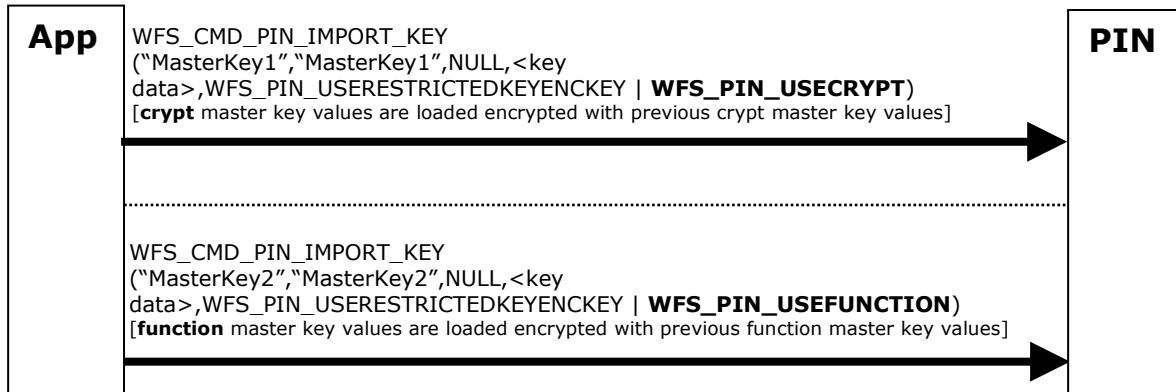 App
WFS_CMD_PIN_IMPORT_KEY
(“MasterKey1”,“MasterKey1”,NULL,<key
data>,WFS_PIN_USERESTRICTEDKEYENCKEY | WFS_PIN_USECRYPT)
[crypt master key values are loaded encrypted with previous crypt master key values]
PIN
WFS_CMD_PIN_IMPORT_KEY
(“MasterKey2”,“MasterKey2”,NULL,<key
data>,WFS_PIN_USERESTRICTEDKEYENCKEY | WFS_PIN_USEFUNCTION)
[function master key values are loaded encrypted with previous function master key values]